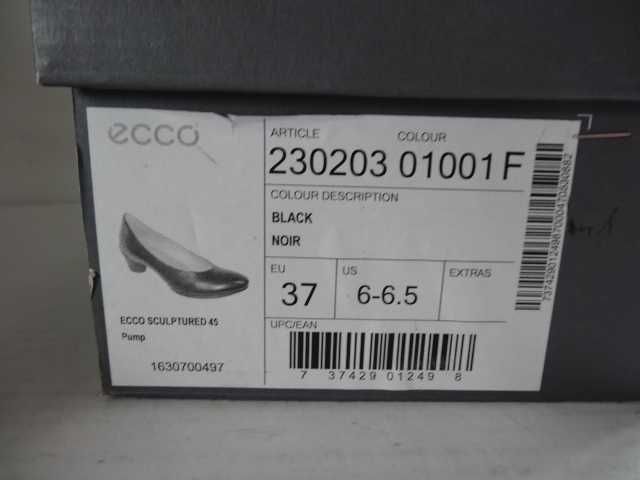 ecco
ARTICLE COLOUR
230203 01001 F
COLOUR DESCRIPTION
BLACK
NOIR
EU US EXTRAS
37 6-6.5
ECCO SCULPTURED 45
Pump
1630700497
UPC/EAN
7 37429 01249 8